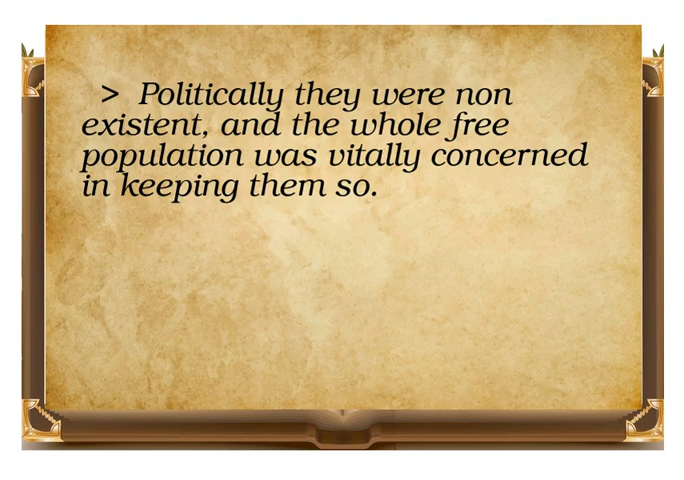 > Politically they were non
existent, and the whole free
population was vitally concerned
in keeping them so.